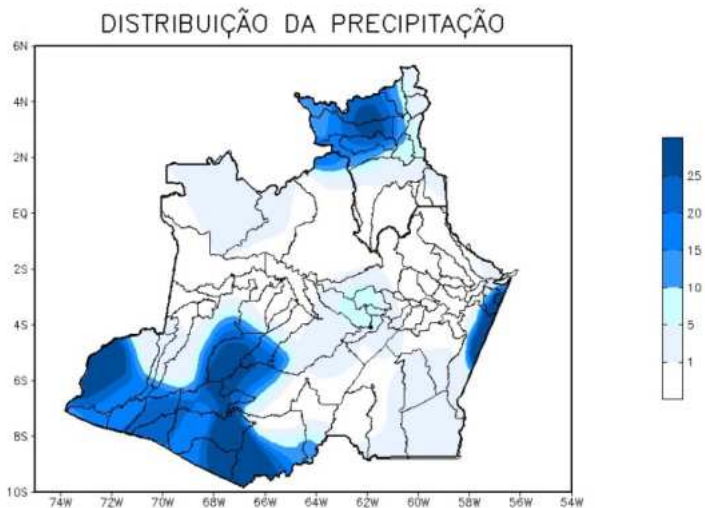 DISTRIBUIÇÃO DA PRECIPITAÇÃO
6N
4N
2N
EQ
2S
4S
6S
8S
10S
74W 72W 70W 68W 66W 64W 62W 60W 58W 56W 54W
25
20
15
10
5
1